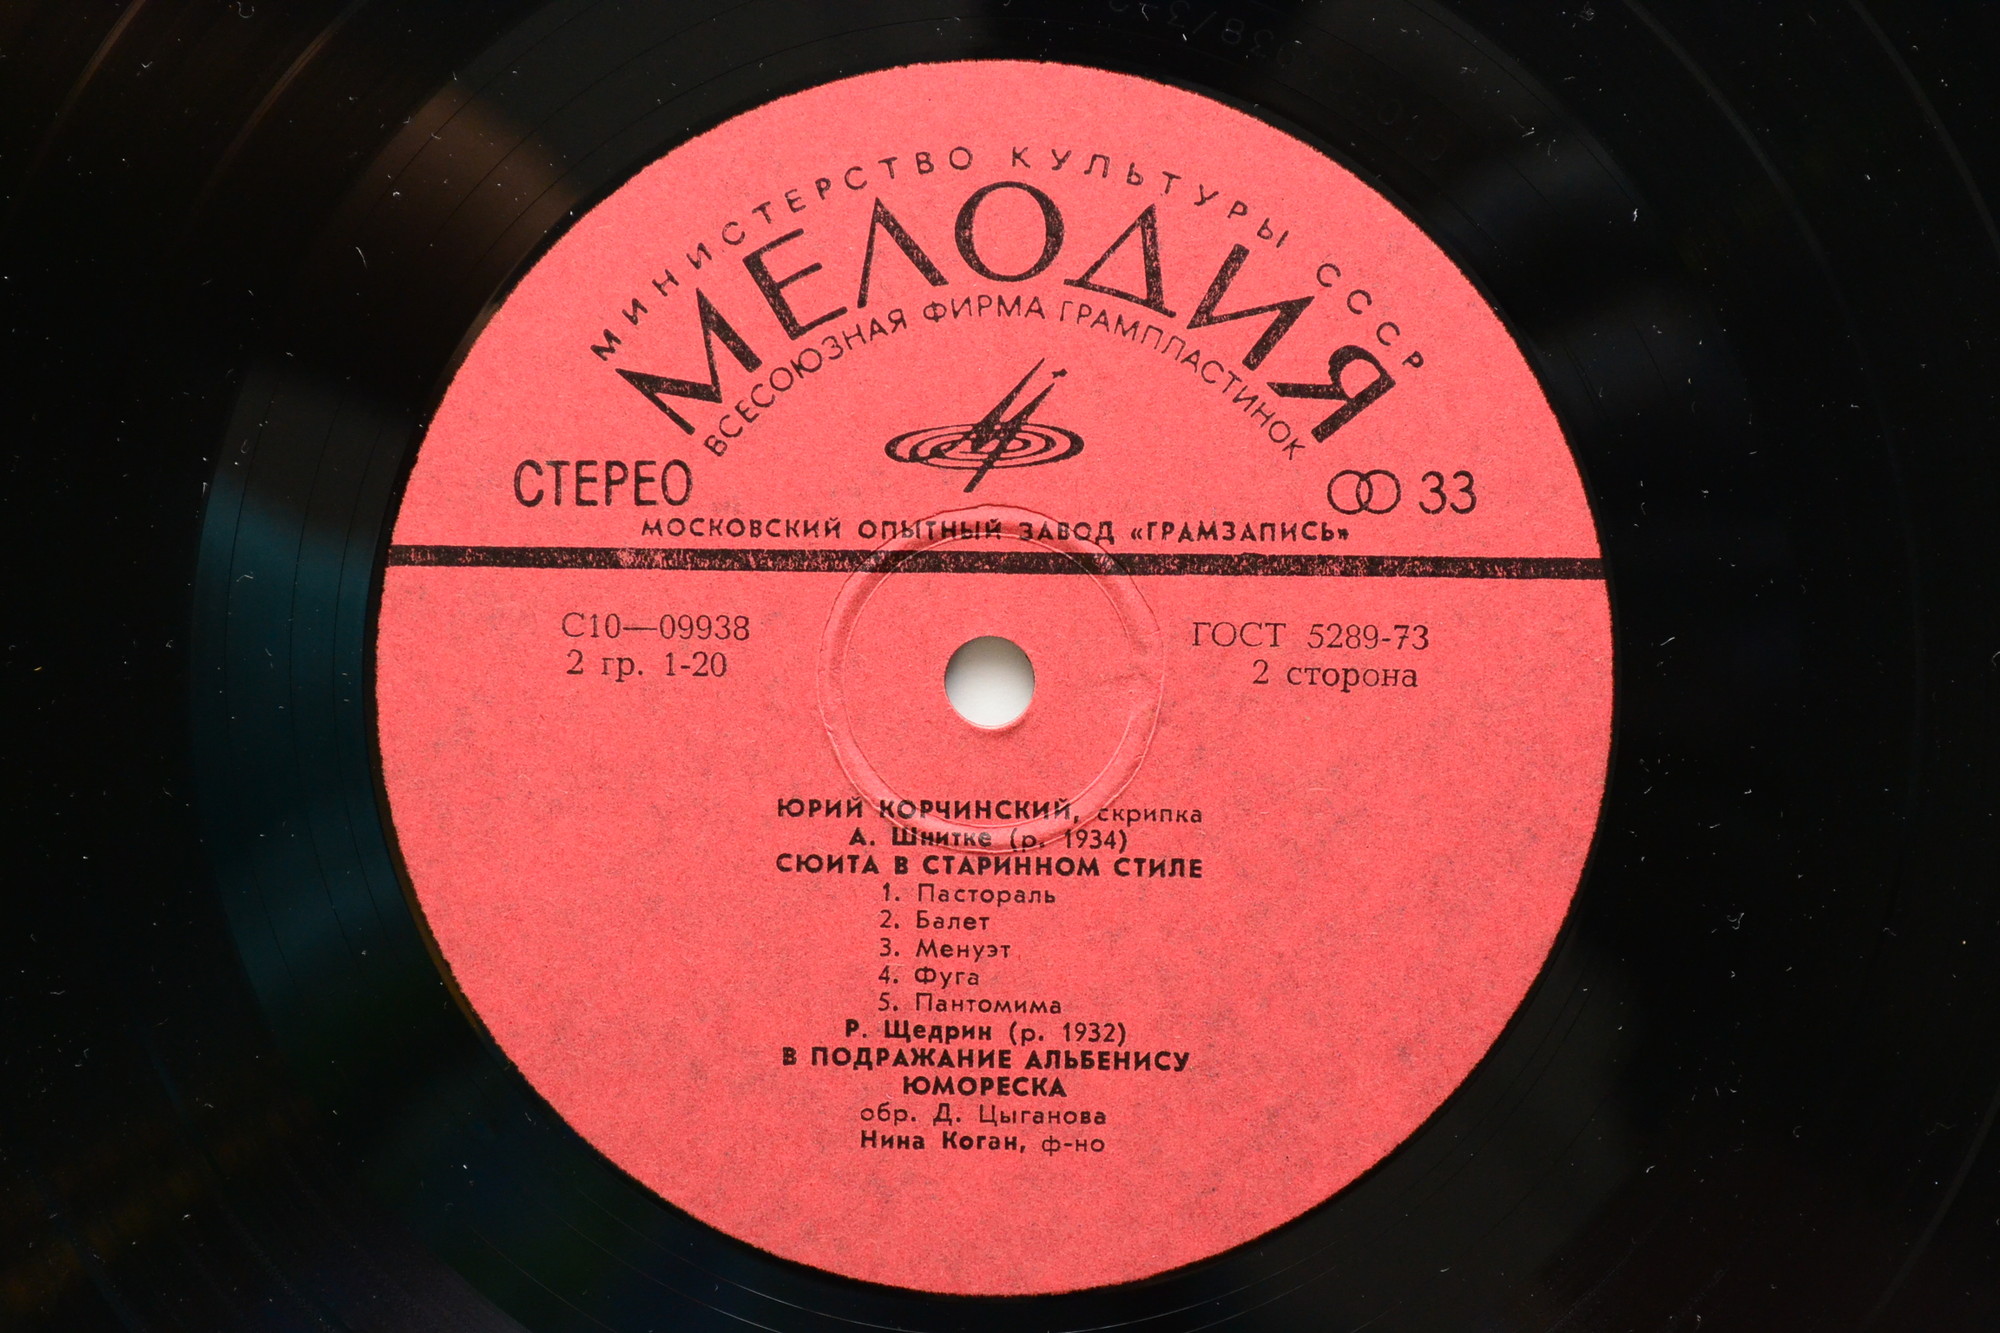 МИНИСТЕРСТВО КУЛЬТУРЫ СССР
МЕЛОДИЯ
ВСЕСОЮЗНАЯ ФИРМА ГРАМПЛАСТИНОК
СТЕРЕО
33
МОСКОВСКИЙ ОПЫТНЫЙ ЗАВОД «ГРАМЗАПИСЬ»
С10—09938
2 гр. 1-20
ГОСТ 5289-73
2 сторона
ЮРИЙ КОРЧИНСКИЙ, скрипка
А. Шнитке (р. 1934)
СЮИТА В СТАРИННОМ СТИЛЕ
1. Пастораль
2. Балет
3. Менуэт
4. Фуга
5. Пантомима
Р. Щедрин (р. 1932)
В ПОДРАЖАНИЕ АЛЬБЕНИСУ
ЮМОРЕСКА
обр. Д. Цыганова
Нина Коган, ф-но